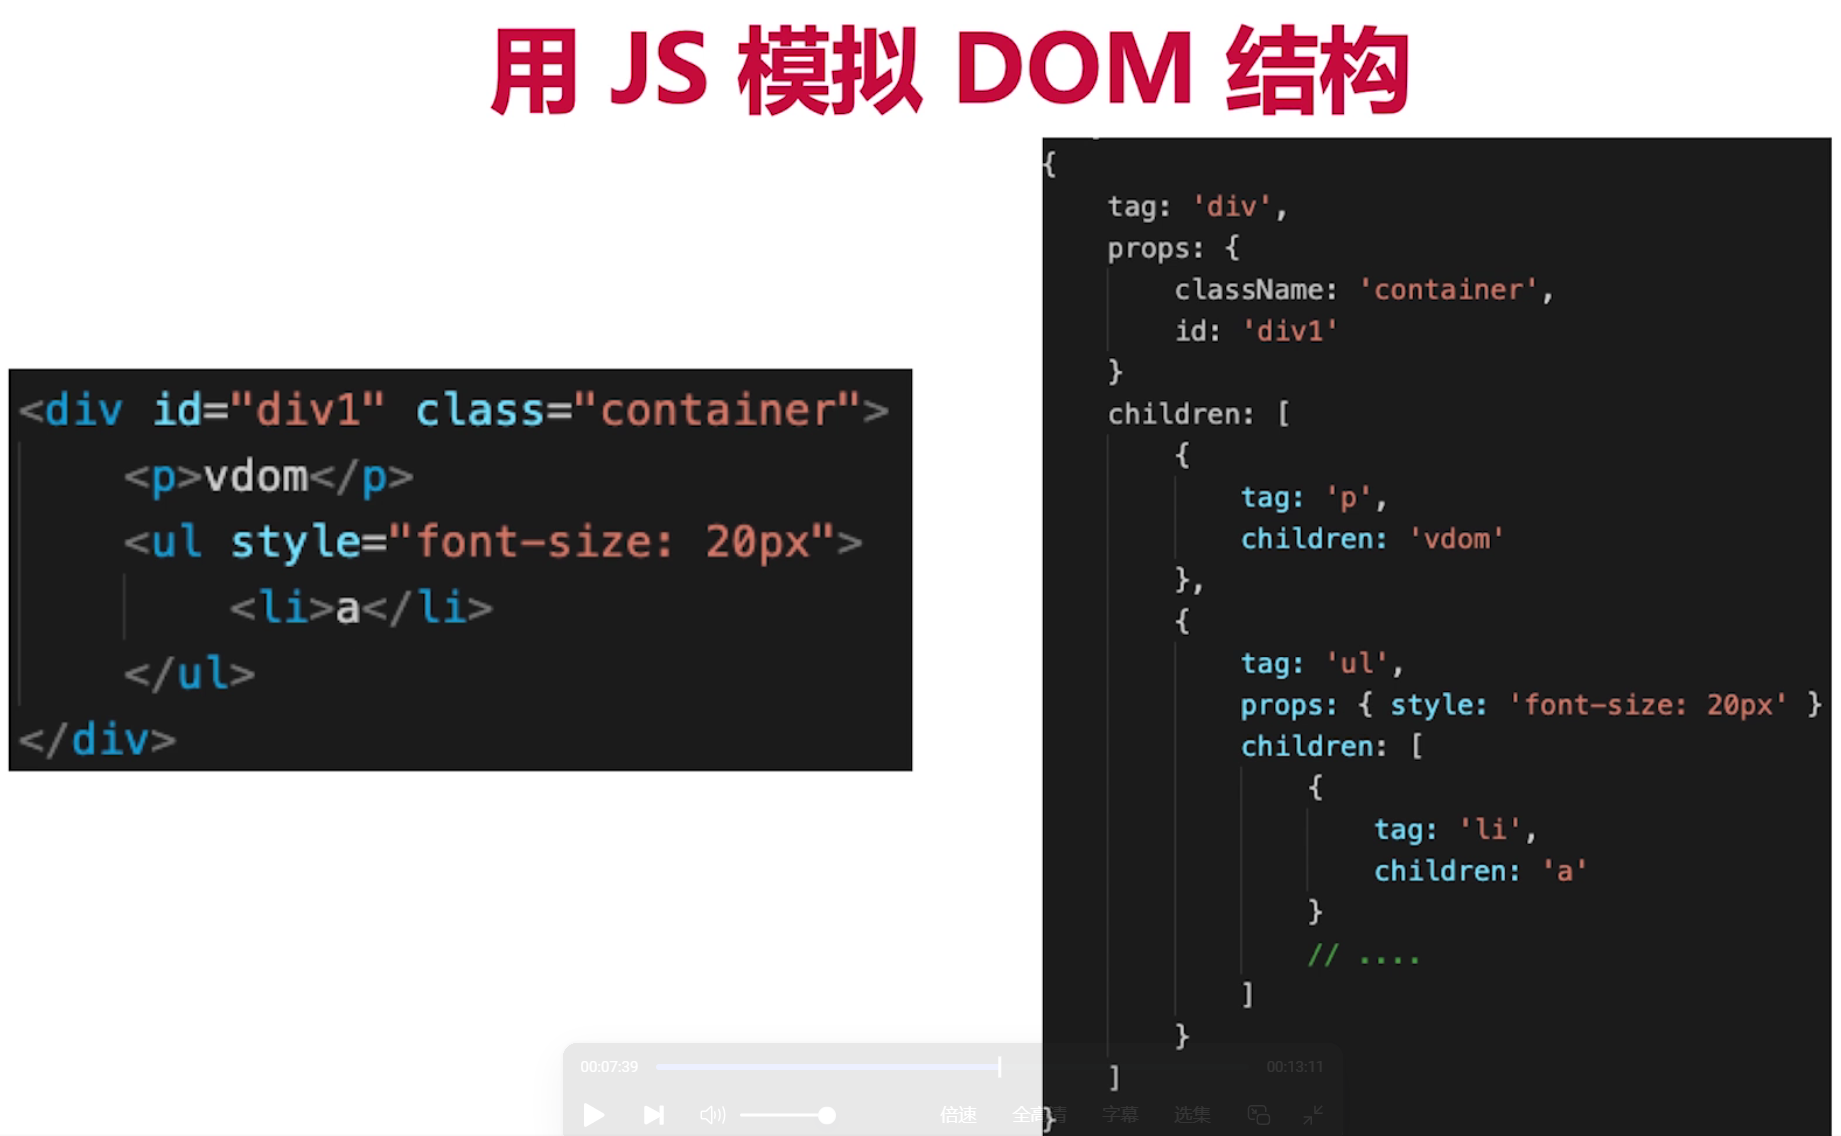 用 JS 模拟 DOM 结构
<div id="div1" class="container">
<p>vdom</p>
<ul style="font-size: 20px">
<li>a</li>
</ul>
</div>
{
tag: 'div',
props: {
className: 'container',
id: 'div1'
}
children: [
{
tag: 'p',
children: 'vdom'
},
{
tag: 'ul',
props: { style: 'font-size: 20px' }
children: [
{
tag: 'li',
children: 'a'
}
// ....
]
}
]
}
00:07:39 00:13:11
倍速 全高清 字幕 选集